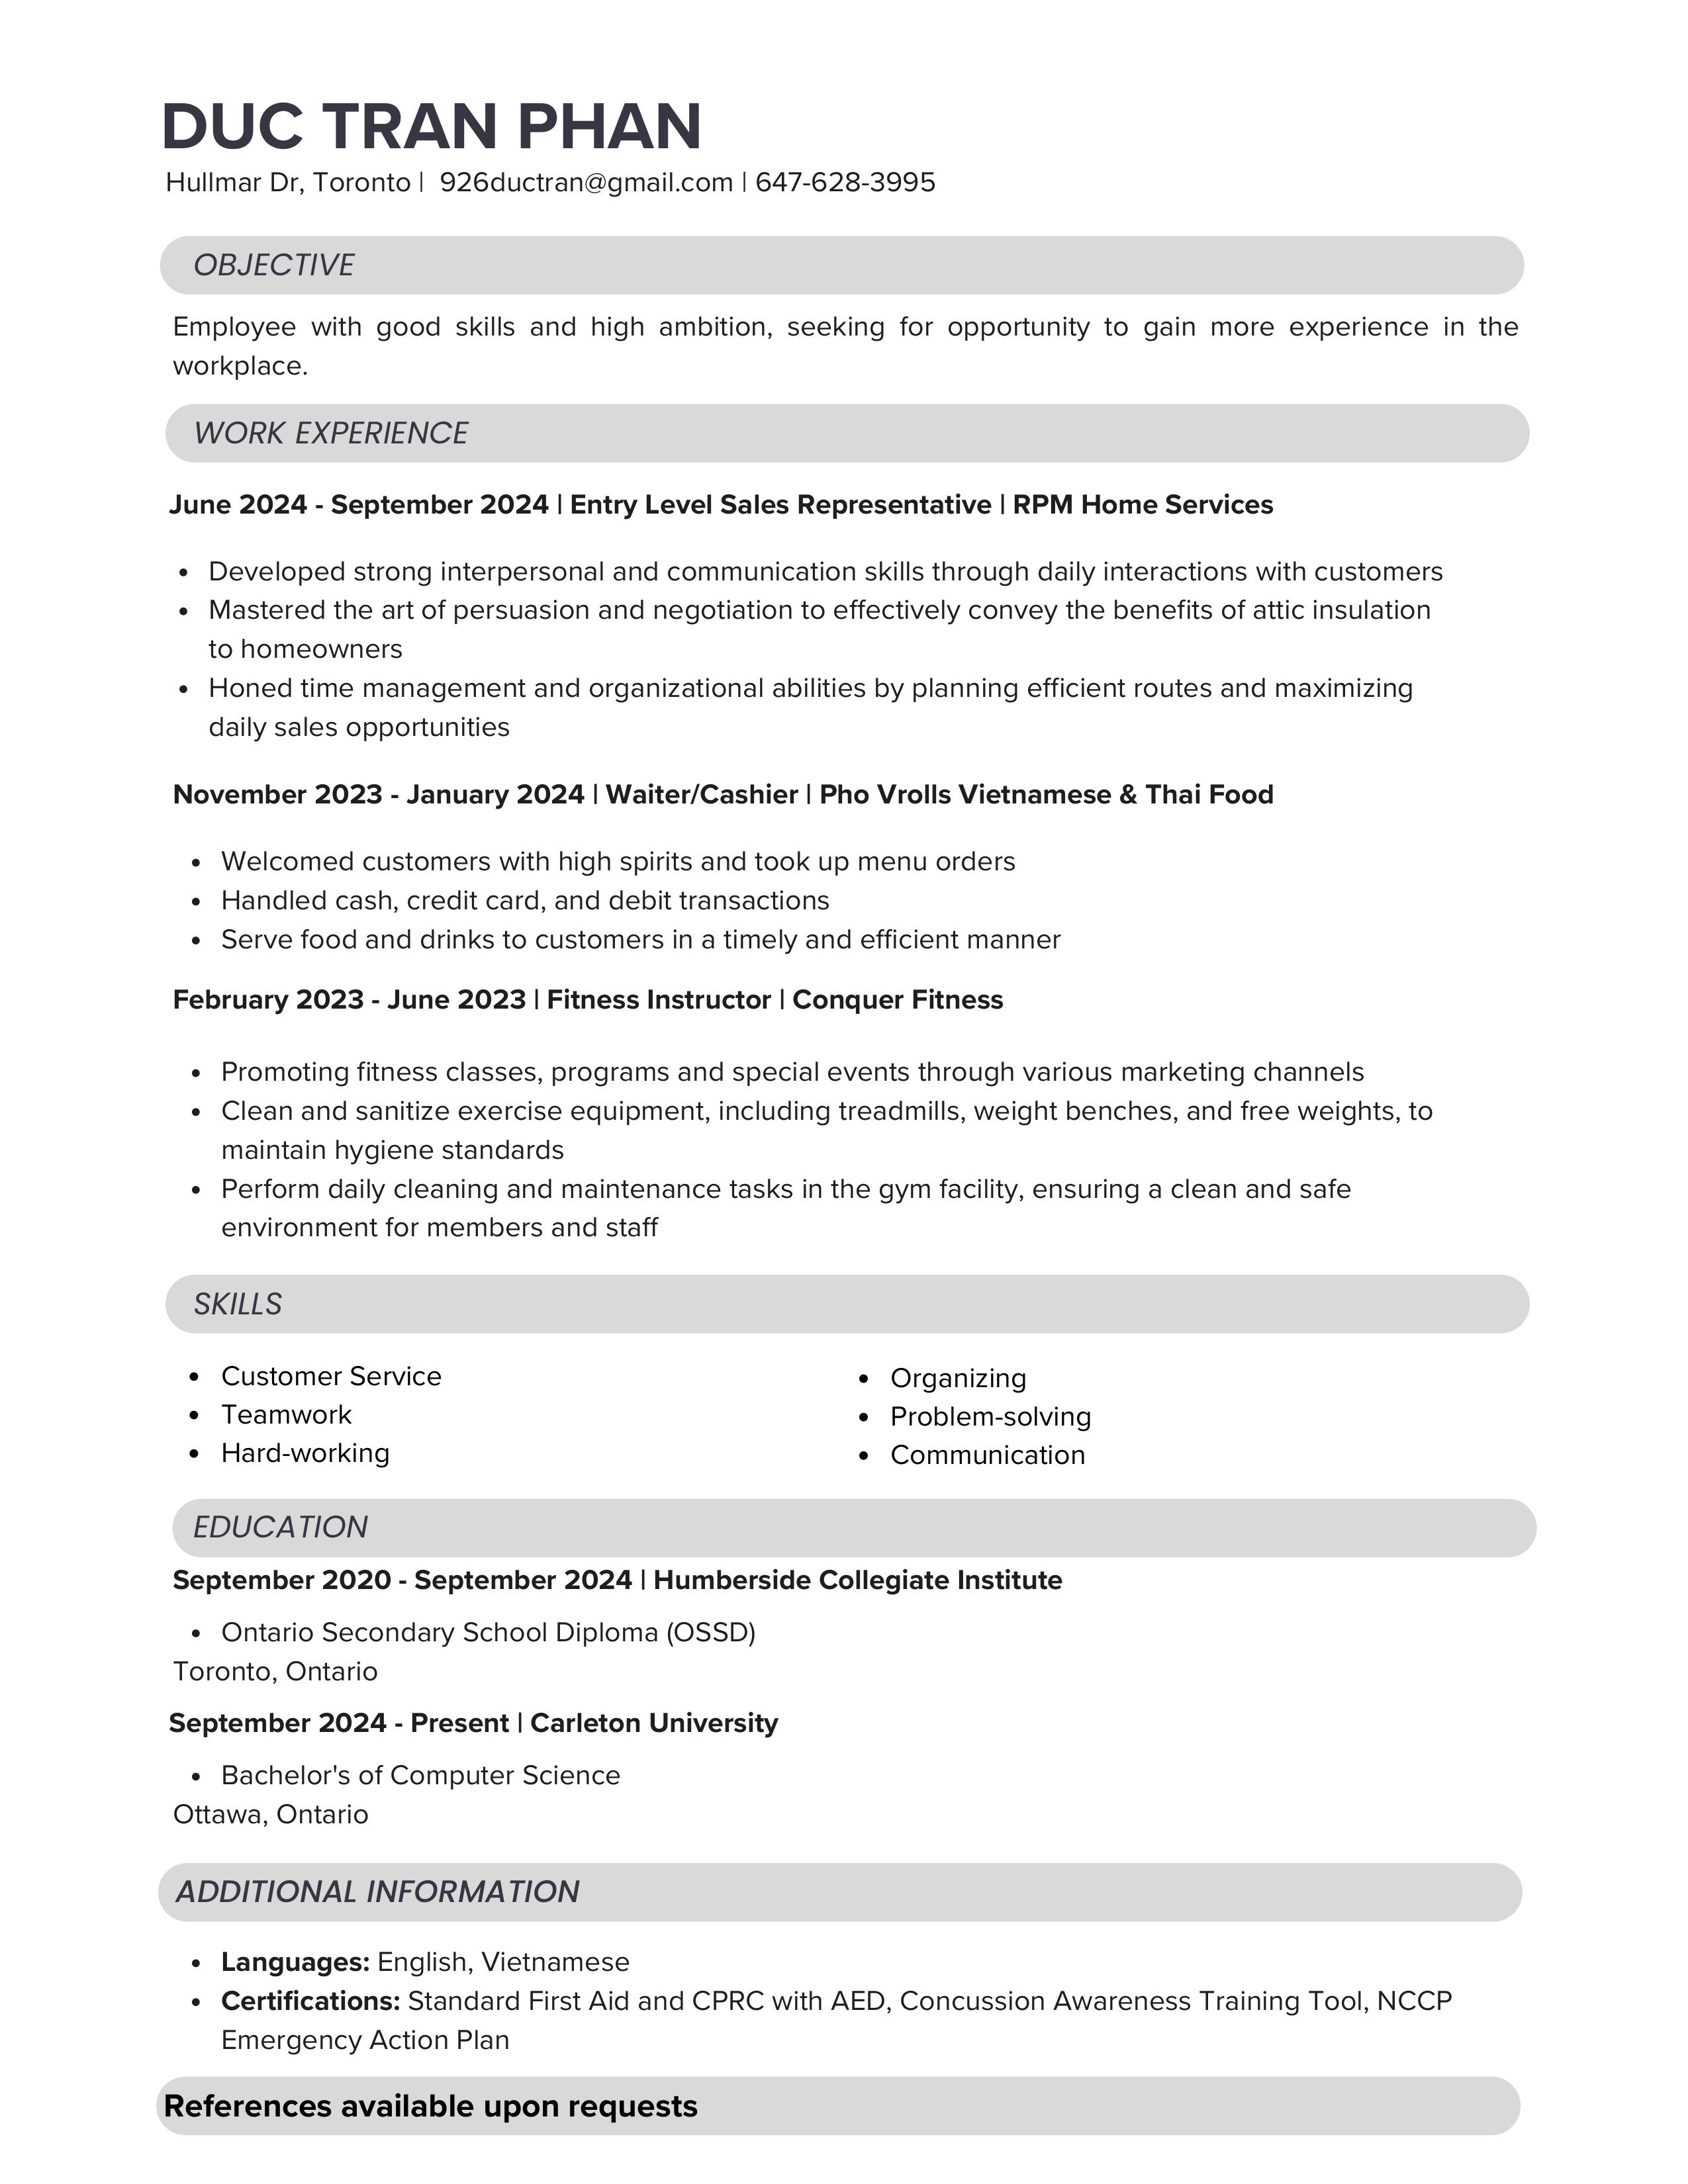 DUC TRAN PHAN
Hullmar Dr, Toronto | 926ductran@gmail.com | 647-628-3995
OBJECTIVE
Employee with good skills and high ambition, seeking for opportunity to gain more experience in the
workplace.
WORK EXPERIENCE
June 2024 - September 2024 | Entry Level Sales Representative | RPM Home Services
• Developed strong interpersonal and communication skills through daily interactions with customers
• Mastered the art of persuasion and negotiation to effectively convey the benefits of attic insulation
to homeowners
• Honed time management and organizational abilities by planning efficient routes and maximizing
daily sales opportunities
November 2023 - January 2024 | Waiter/Cashier | Pho Vrolls Vietnamese & Thai Food
• Welcomed customers with high spirits and took up menu orders
• Handled cash, credit card, and debit transactions
• Serve food and drinks to customers in a timely and efficient manner
February 2023 - June 2023 | Fitness Instructor | Conquer Fitness
• Promoting fitness classes, programs and special events through various marketing channels
• Clean and sanitize exercise equipment, including treadmills, weight benches, and free weights, to
maintain hygiene standards
• Perform daily cleaning and maintenance tasks in the gym facility, ensuring a clean and safe
environment for members and staff
SKILLS
• Customer Service
• Teamwork
• Hard-working
• Organizing
• Problem-solving
• Communication
EDUCATION
September 2020 - September 2024 | Humberside Collegiate Institute
• Ontario Secondary School Diploma (OSSD)
Toronto, Ontario
September 2024 - Present | Carleton University
• Bachelor's of Computer Science
Ottawa, Ontario
ADDITIONAL INFORMATION
• Languages: English, Vietnamese
• Certifications: Standard First Aid and CPRC with AED, Concussion Awareness Training Tool, NCCP
Emergency Action Plan
References available upon requests